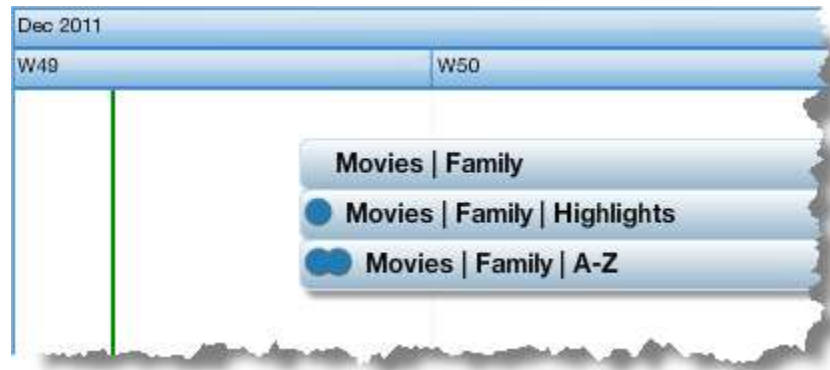 Dec 2011
W49 W50
Movies | Family
Movies | Family | Highlights
Movies | Family | A-Z